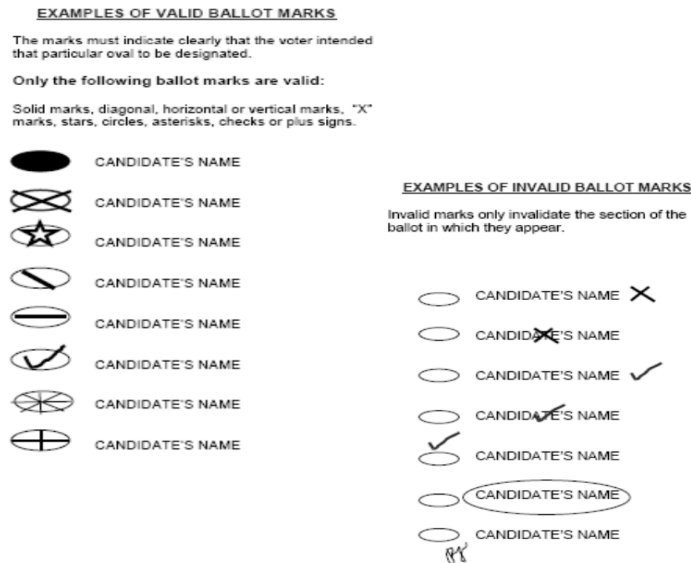 EXAMPLES OF VALID BALLOT MARKS
The marks must indicate clearly that the voter intended
that particular oval to be designated.
Only the following ballot marks are valid:
Solid marks, diagonal, horizontal or vertical marks, "X"
marks, stars, circles, asterisks, checks or plus signs.
CANDIDATE'S NAME
CANDIDATE'S NAME
CANDIDATE'S NAME
CANDIDATE'S NAME
CANDIDATE'S NAME
CANDIDATE'S NAME
CANDIDATE'S NAME
CANDIDATE'S NAME
EXAMPLES OF INVALID BALLOT MARKS
Invalid marks only invalidate the section of the
ballot in which they appear.
CANDIDATE'S NAME
CANDIDATE'S NAME
CANDIDATE'S NAME
CANDIDATE'S NAME
CANDIDATE'S NAME
CANDIDATE'S NAME
CANDIDATE'S NAME